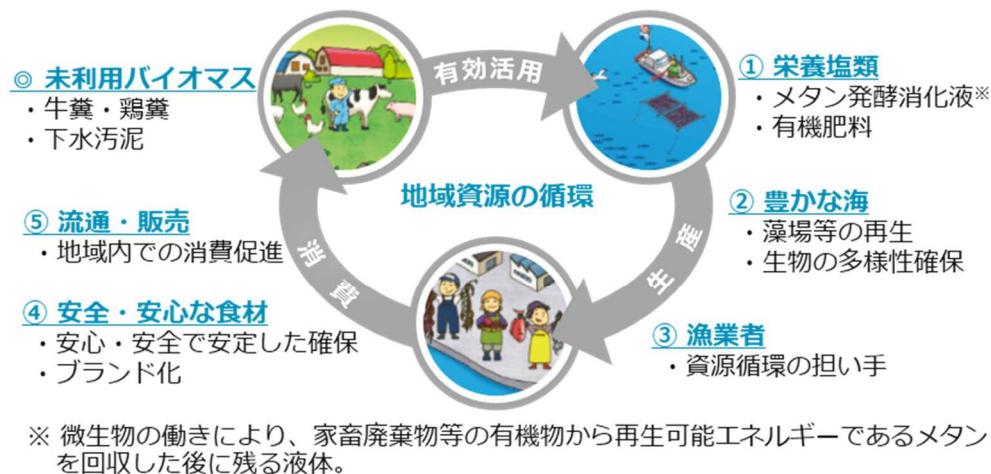 ◎ 未利用バイオマス
・牛糞・鶏糞
・下水汚泥
有効活用
① 栄養塩類
・メタン発酵消化液※
・有機肥料
地域資源の循環
② 豊かな海
・藻場等の再生
・生物の多様性確保
生産
③ 漁業者
・資源循環の担い手
④ 安全・安心な食材
・安心・安全で安定した確保
・ブランド化
消費
⑤ 流通・販売
・地域内での消費促進
※ 微生物の働きにより、家畜廃棄物等の有機物から再生可能エネルギーであるメタン
を回収した後に残る液体。